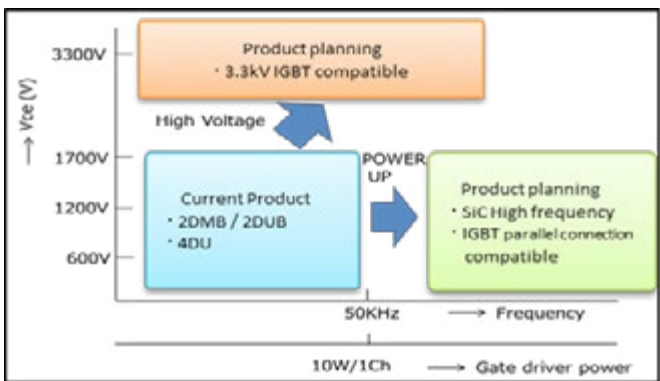 3300V
Product planning
・3.3kV IGBT compatible
→ Vce (V)
High Voltage
1700V
POWER
UP
Current Product
・2DMB / 2DUB
・4DU
Product planning
・SiC High frequency
・IGBT parallel connection
compatible
1200V
600V
50KHz → Frequency
10W/1Ch → Gate driver power